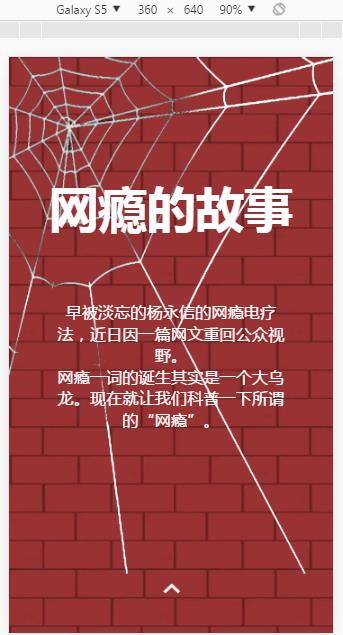 Galaxy S5 ▼ 360 × 640 90% ▼
网瘾的故事
早被淡忘的杨永信的网瘾电疗
法，近日因一篇网文重回公众视
野。
网瘾一词的诞生其实是一个大乌
龙。现在就让我们科普一下所谓
的“网瘾”。